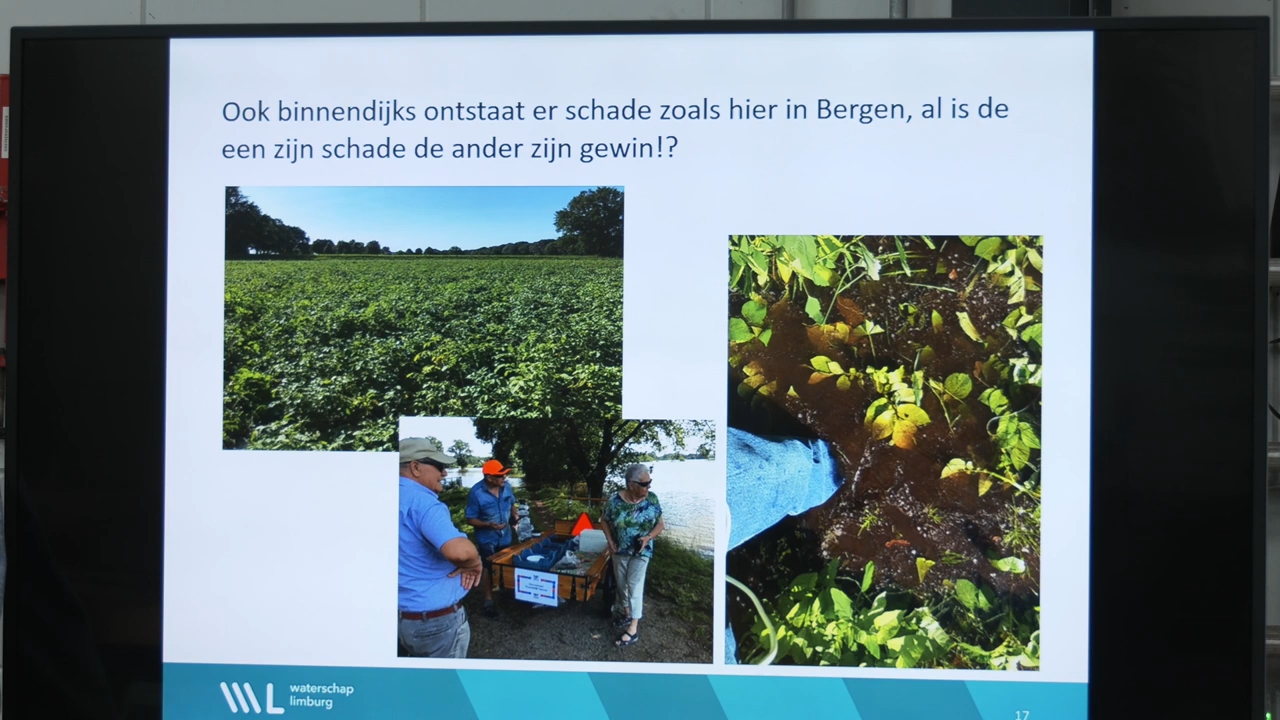 Ook binnendijks ontstaat er schade zoals hier in Bergen, al is de
een zijn schade de ander zijn gewin!?
waterschap
limburg
17